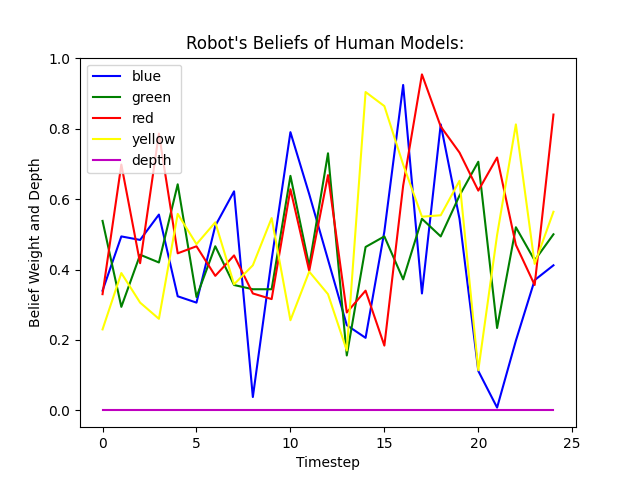 Robot's Beliefs of Human Models:
1.0
0.8
0.6
0.4
0.2
0.0
Belief Weight and Depth
blue
green
red
yellow
depth
0 5 10 15 20 25
Timestep